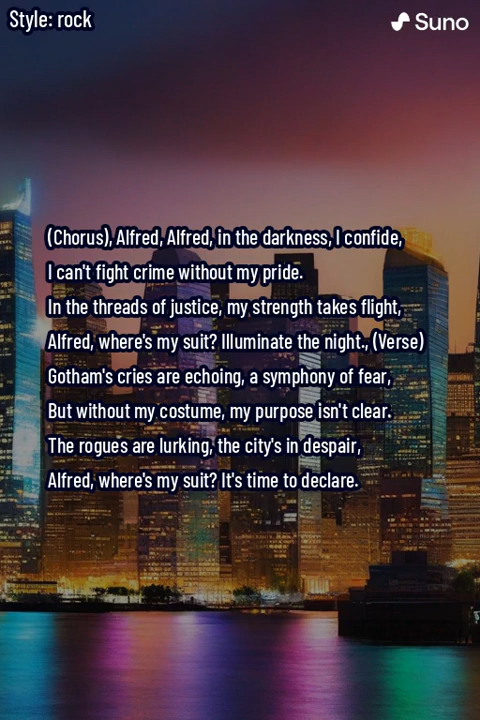 Style: rock
Suno
(Chorus), Alfred, Alfred, in the darkness, I confide,
I can't fight crime without my pride.
In the threads of justice, my strength takes flight,
Alfred, where's my suit? Illuminate the night., (Verse)
Gotham's cries are echoing, a symphony of fear,
But without my costume, my purpose isn't clear.
The rogues are lurking, the city's in despair,
Alfred, where's my suit? It's time to declare.